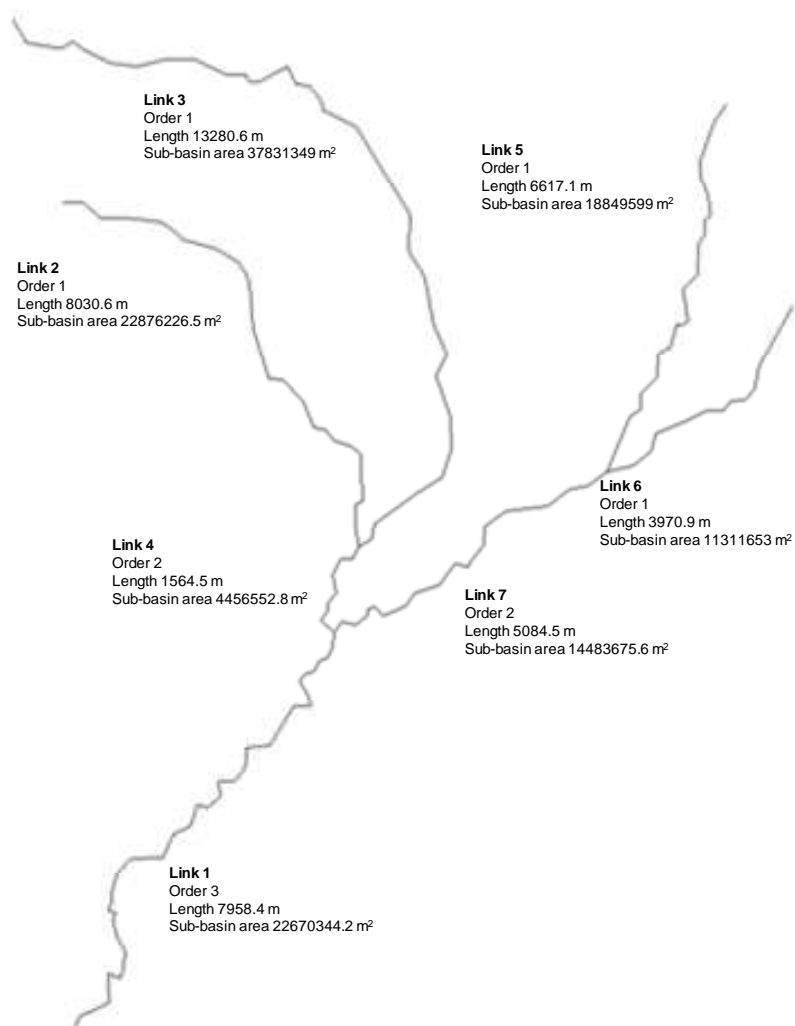 Link 3
Order 1
Length 13280.6 m
Sub-basin area 37831349 m²
Link 5
Order 1
Length 6617.1 m
Sub-basin area 18849599 m²
Link 2
Order 1
Length 8030.6 m
Sub-basin area 22876226.5 m²
Link 6
Order 1
Length 3970.9 m
Sub-basin area 11311653 m²
Link 4
Order 2
Length 1564.5 m
Sub-basin area 4456552.8 m²
Link 7
Order 2
Length 5084.5 m
Sub-basin area 14483675.6 m²
Link 1
Order 3
Length 7958.4 m
Sub-basin area 22670344.2 m²